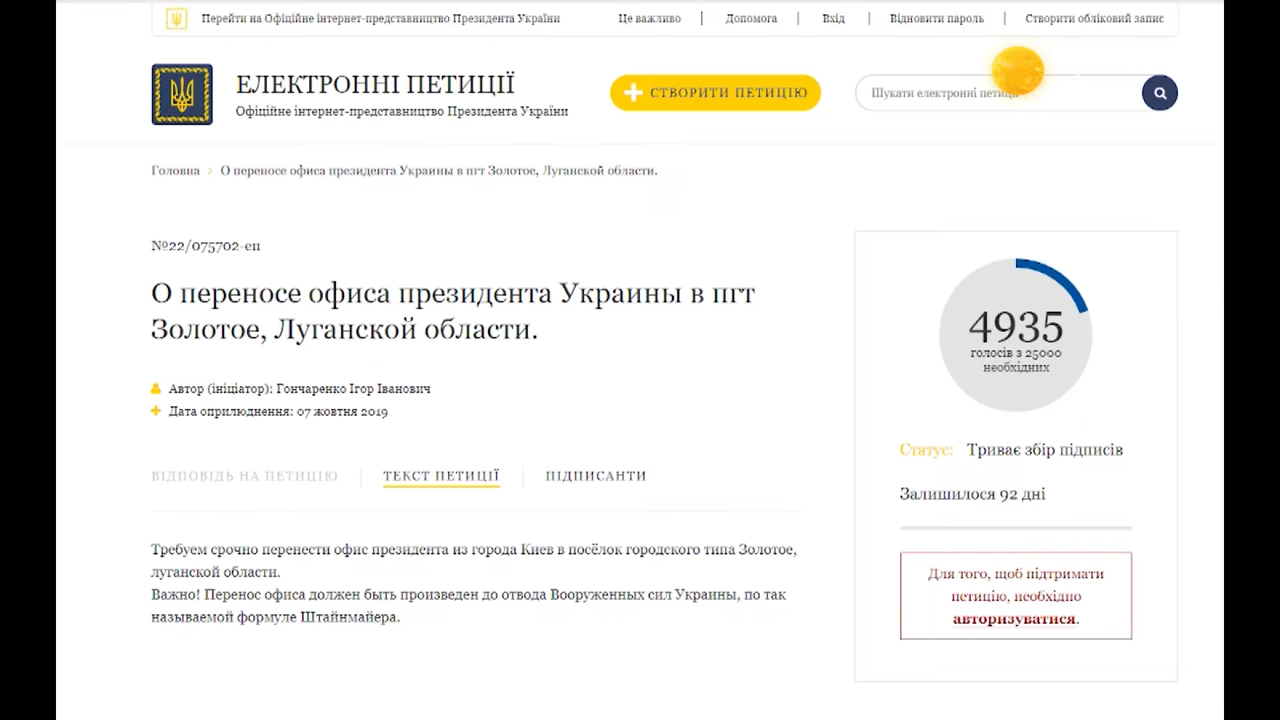 Перейти на Офіційне інтернет-представництво Президента України
Це важливо | Допомога | Вхід | Відновити пароль | Створити обліковий запис
ЕЛЕКТРОННІ ПЕТИЦІЇ
Офіційне інтернет-представництво Президента України
СТВОРИТИ ПЕТИЦІЮ
Шукати електронні петиції
Головна > О переносе офиса президента Украины в пгт Золотое, Луганской области.
№22/075702-еп
О переносе офиса президента Украины в пгт
Золотое, Луганской области.
Автор (ініціатор): Гончаренко Ігор Іванович
Дата оприлюднення: 07 жовтня 2019
ВІДПОВІДЬ НА ПЕТИЦІЮ
ТЕКСТ ПЕТИЦІЇ
ПІДПИСАНТИ
Требуем срочно перенести офис президента из города Киев в посёлок городского типа Золотое,
луганской области.
Важно! Перенос офиса должен быть произведен до отвода Вооруженных сил Украины, по так
называемой формуле Штайнмайера.
4935
голосів з 25000
необхідних
Статус: Триває збір підписів
Залишилося 92 дні
Для того, щоб підтримати
петицію, необхідно
авторизуватися.